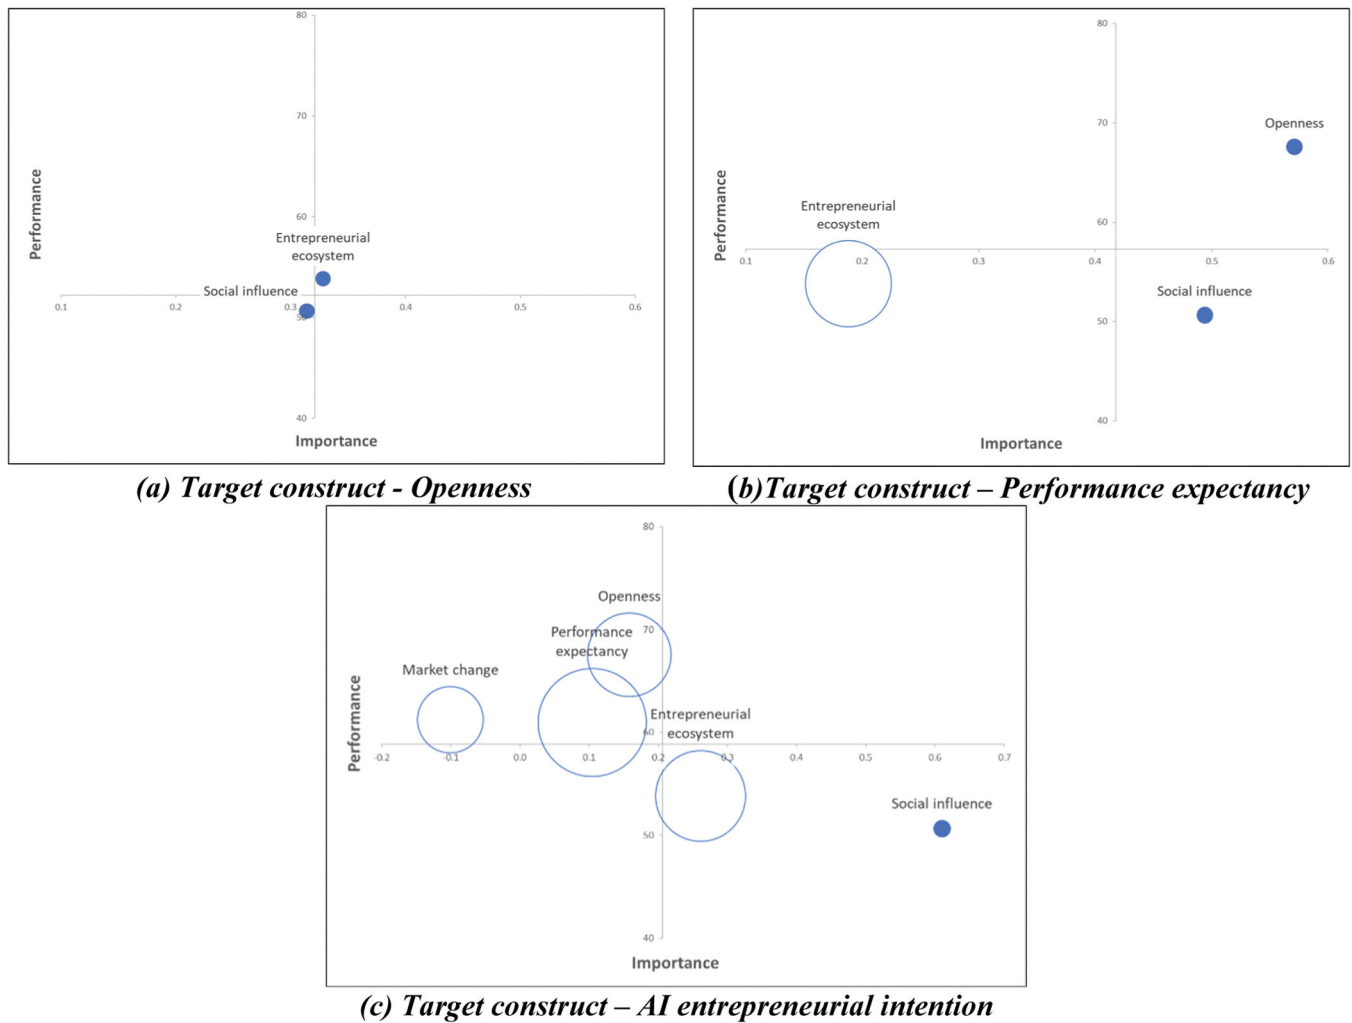 80
70
60
Entrepreneurial
ecosystem
Social influence
0.1 0.2 0.3 0.4 0.5 0.6
50
40
Performance
Importance
(a) Target construct - Openness
80
70
Openness
Entrepreneurial
ecosystem
60
0.1 0.2 0.3 0.4 0.5 0.6
Social influence
50
40
Performance
Importance
(b)Target construct – Performance expectancy
80
Openness
70
Performance
expectancy
Market change
Entrepreneurial
60
ecosystem
-0.2 -0.1 0.0 0.1 0.2 0.3 0.4 0.5 0.6 0.7
Social influence
50
40
Performance
Importance
(c) Target construct – AI entrepreneurial intention